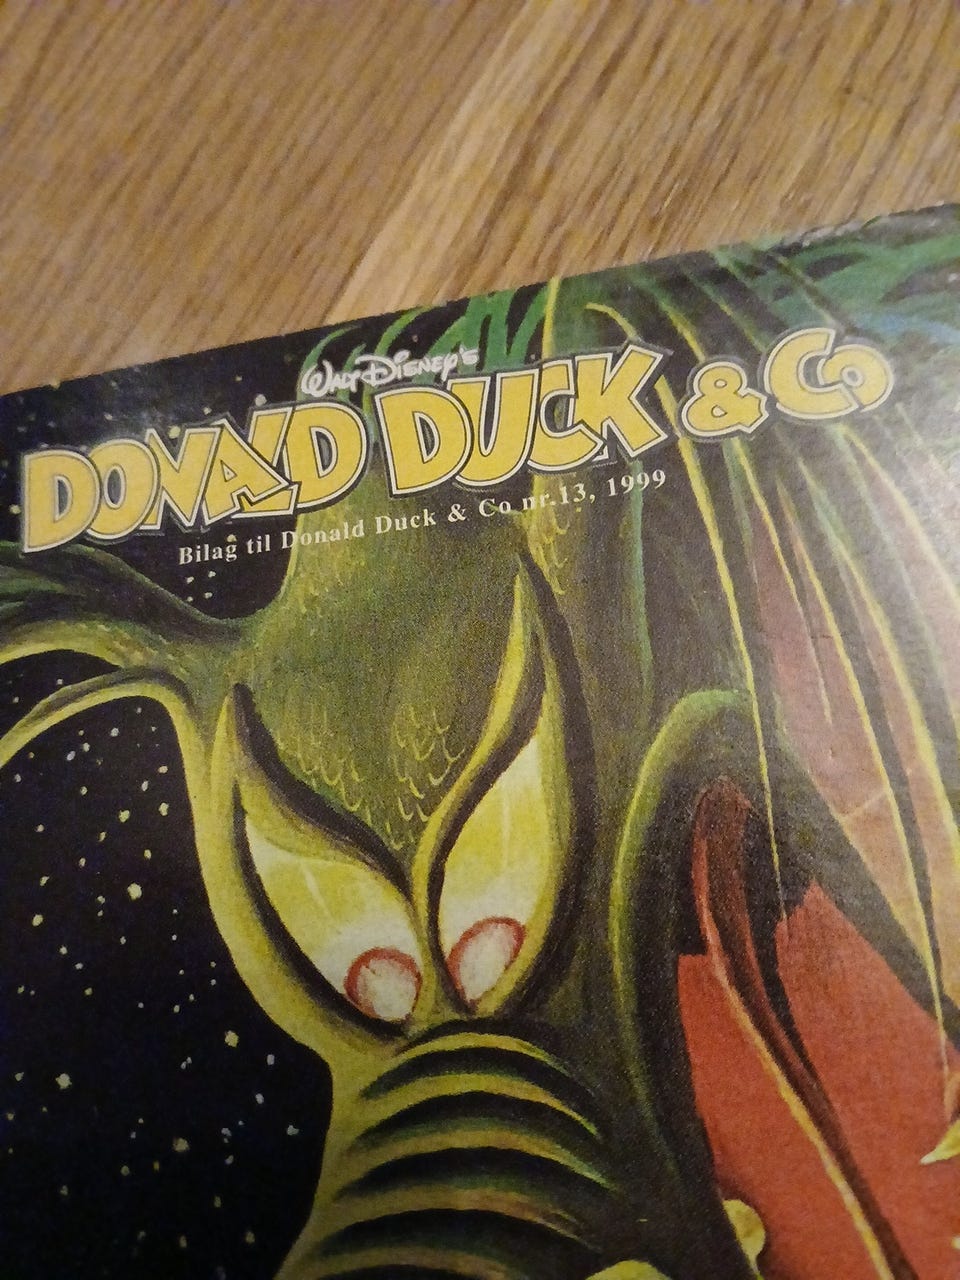 WALT DISNEY'S
DONALD DUCK & Co
Bilag til Donald Duck & Co nr.13, 1999